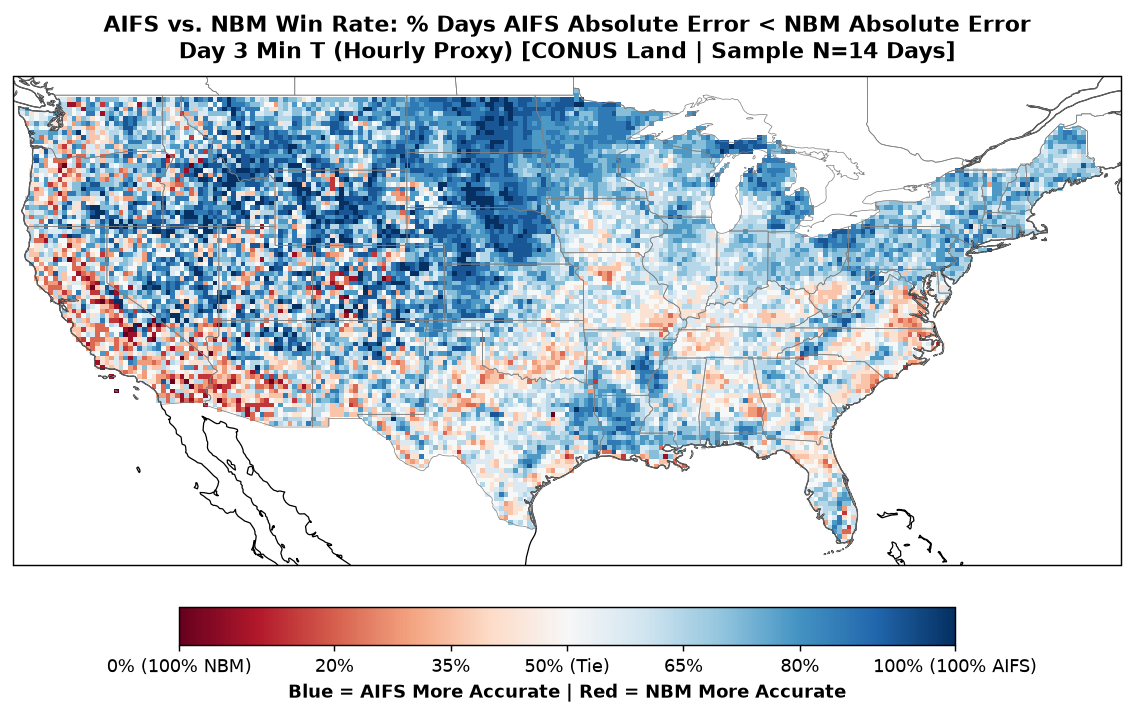 AIFS vs. NBM Win Rate: % Days AIFS Absolute Error < NBM Absolute Error
Day 3 Min T (Hourly Proxy) [CONUS Land | Sample N=14 Days]
0% (100% NBM) 20% 35% 50% (Tie) 65% 80% 100% (100% AIFS)
Blue = AIFS More Accurate | Red = NBM More Accurate